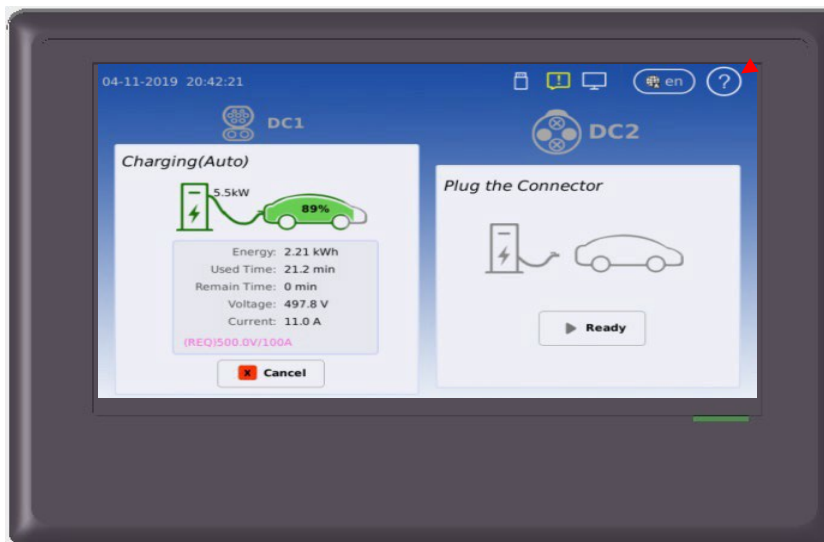 04-11-2019 20:42:21
en
?
DC1
DC2
Charging(Auto)
5.5kW
89%
Energy: 2.21 kWh
Used Time: 21.2 min
Remain Time: 0 min
Voltage: 497.8 V
Current: 11.0 A
(REQ)500.0V/100A
x Cancel
Plug the Connector
Ready